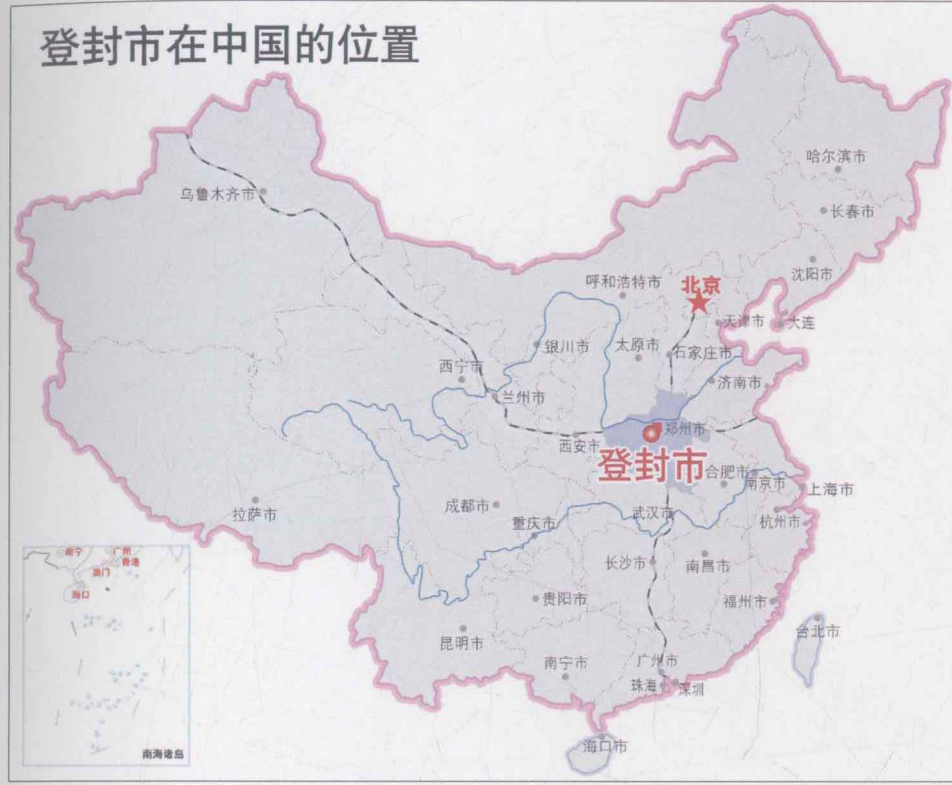 登封市在中国的位置
哈尔滨市
乌鲁木齐市
长春市
沈阳市
呼和浩特市
北京
天津市
大连
银川市
太原市
石家庄市
西宁市
济南市
兰州市
郑州市
西安市
登封市
合肥市
南京市
上海市
拉萨市
成都市
重庆市
武汉市
杭州市
长沙市
南昌市
贵阳市
福州市
台北市
昆明市
南宁市
广州市
珠海
深圳
海口市
南宁
广州
香港
澳门
海口
南海诸岛